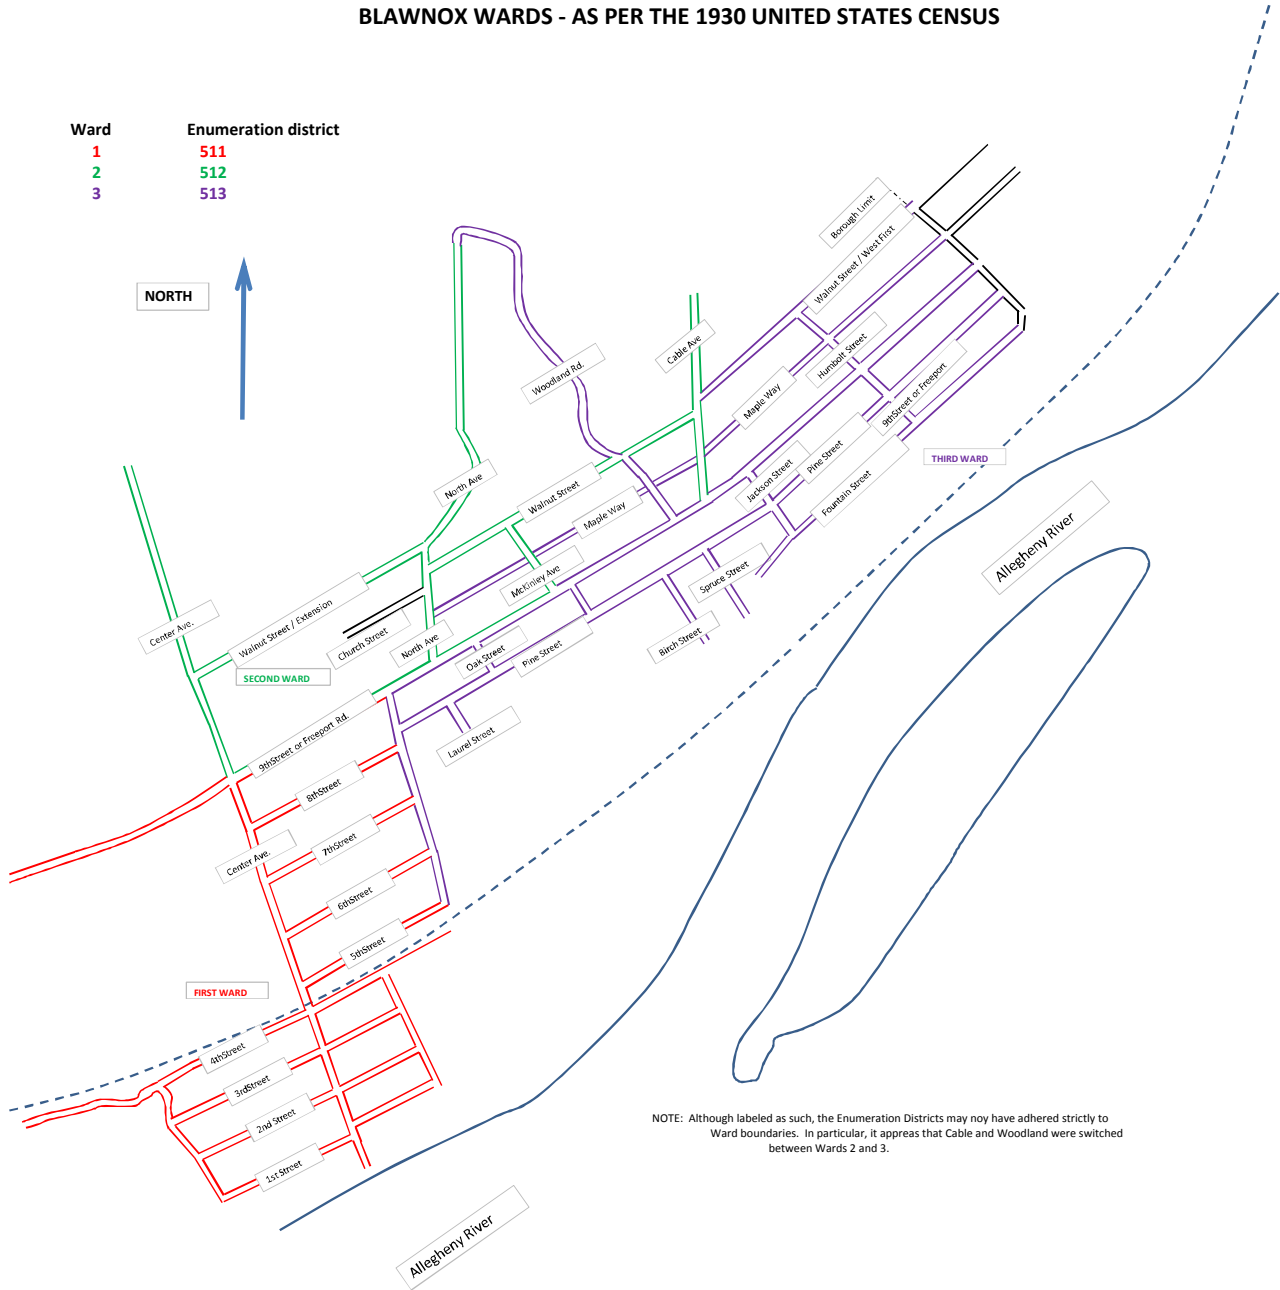 BLAWNOX WARDS - AS PER THE 1930 UNITED STATES CENSUS
Ward Enumeration district
1 511
2 512
3 513
NORTH
Borough Limit
Walnut Street / West First
Cable Ave
Humbolt Street
Woodland Rd.
Maple Way
9thStreet or Freeport
THIRD WARD
Pine Street
Jackson Street
Fountain Street
North Ave
Walnut Street
Maple Way
Allegheny River
McKinley Ave
Spruce Street
Center Ave.
Walnut Street / Extension
Church Street
North Ave
Birch Street
Oak Street
Pine Street
SECOND WARD
9thStreet or Freeport Rd.
Laurel Street
8thStreet
7thStreet
Center Ave.
6thStreet
5thStreet
FIRST WARD
4thStreet
3rdStreet
2nd Street
1st Street
NOTE: Although labeled as such, the Enumeration Districts may noy have adhered strictly to
Ward boundaries. In particular, it appreas that Cable and Woodland were switched
between Wards 2 and 3.
Allegheny River